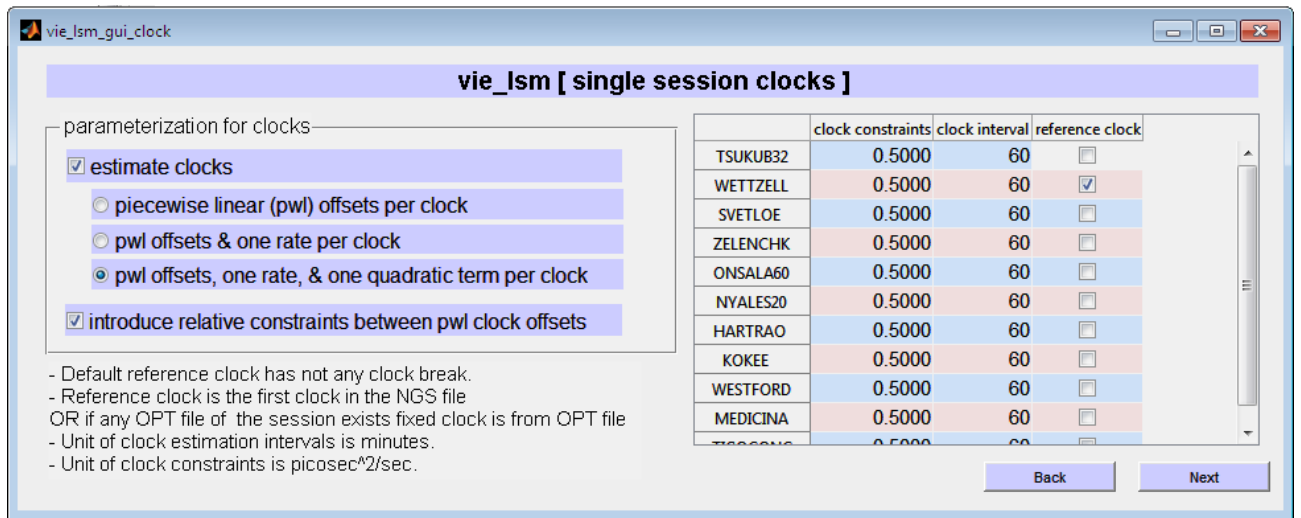 vie_lsm_gui_clock
vie_lsm [ single session clocks ]
parameterization for clocks
estimate clocks
piecewise linear (pwl) offsets per clock
pwl offsets & one rate per clock
pwl offsets, one rate, & one quadratic term per clock
introduce relative constraints between pwl clock offsets
- Default reference clock has not any clock break.
- Reference clock is the first clock in the NGS file
OR if any OPT file of the session exists fixed clock is from OPT file
- Unit of clock estimation intervals is minutes.
- Unit of clock constraints is picosec^2/sec.
clock constraints clock interval reference clock
TSUKUB32 0.5000 60
WETTZELL 0.5000 60
SVETLOE 0.5000 60
ZELENCHK 0.5000 60
ONSALA60 0.5000 60
NYALES20 0.5000 60
HARTRAO 0.5000 60
KOKEE 0.5000 60
WESTFORD 0.5000 60
MEDICINA 0.5000 60
0.5000 60
Back Next